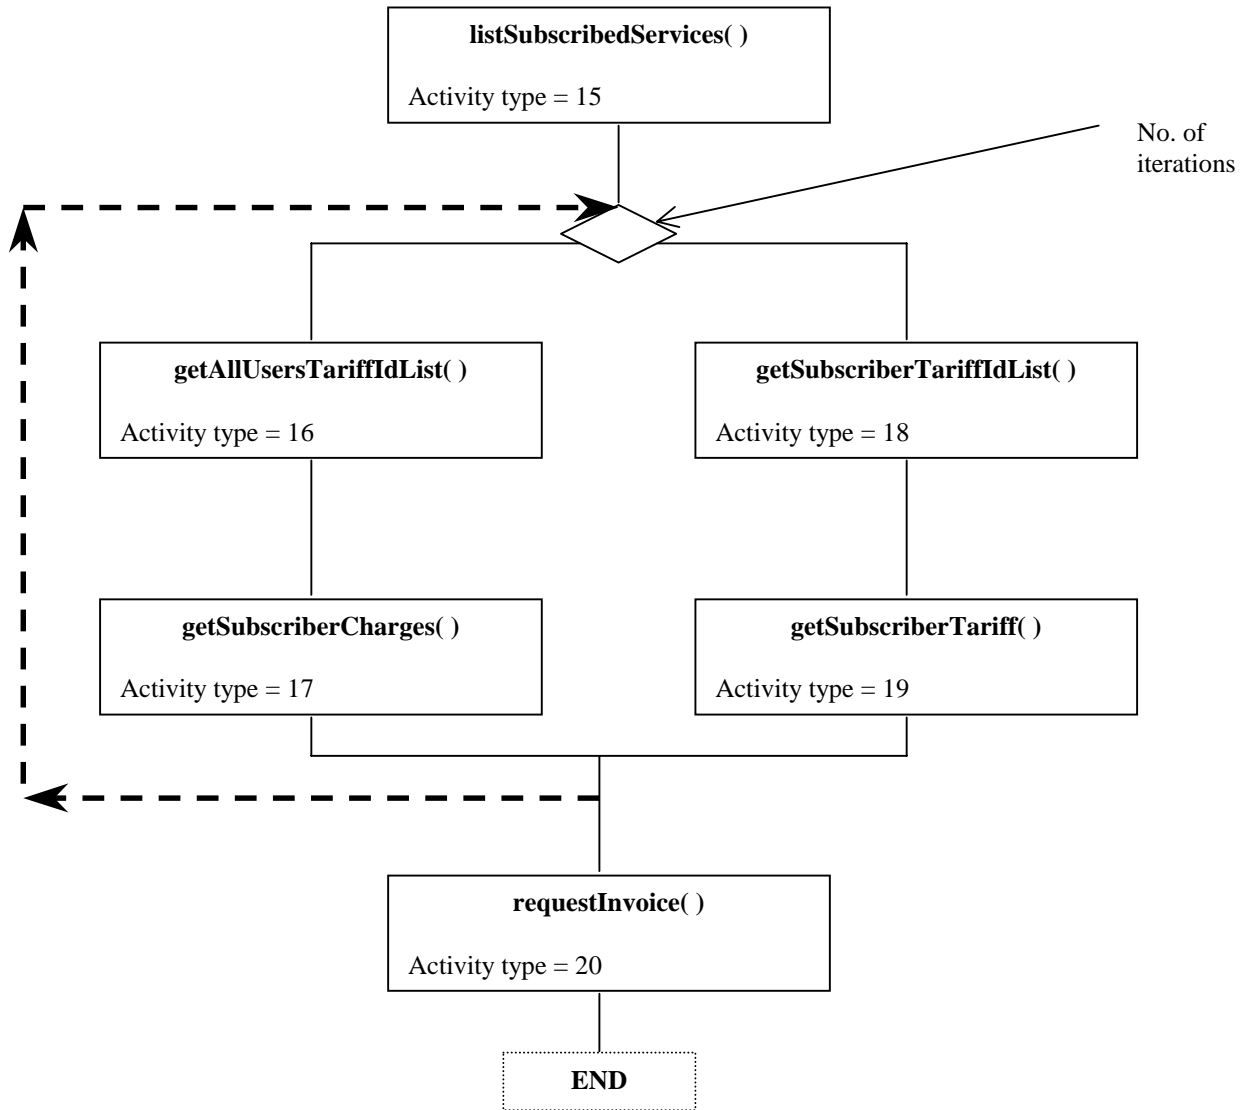 listSubscribedServices( )
Activity type = 15
No. of
iterations
getAllUsersTariffIdList( )
Activity type = 16
getSubscriberTariffIdList( )
Activity type = 18
getSubscriberCharges( )
Activity type = 17
getSubscriberTariff( )
Activity type = 19
requestInvoice( )
Activity type = 20
END